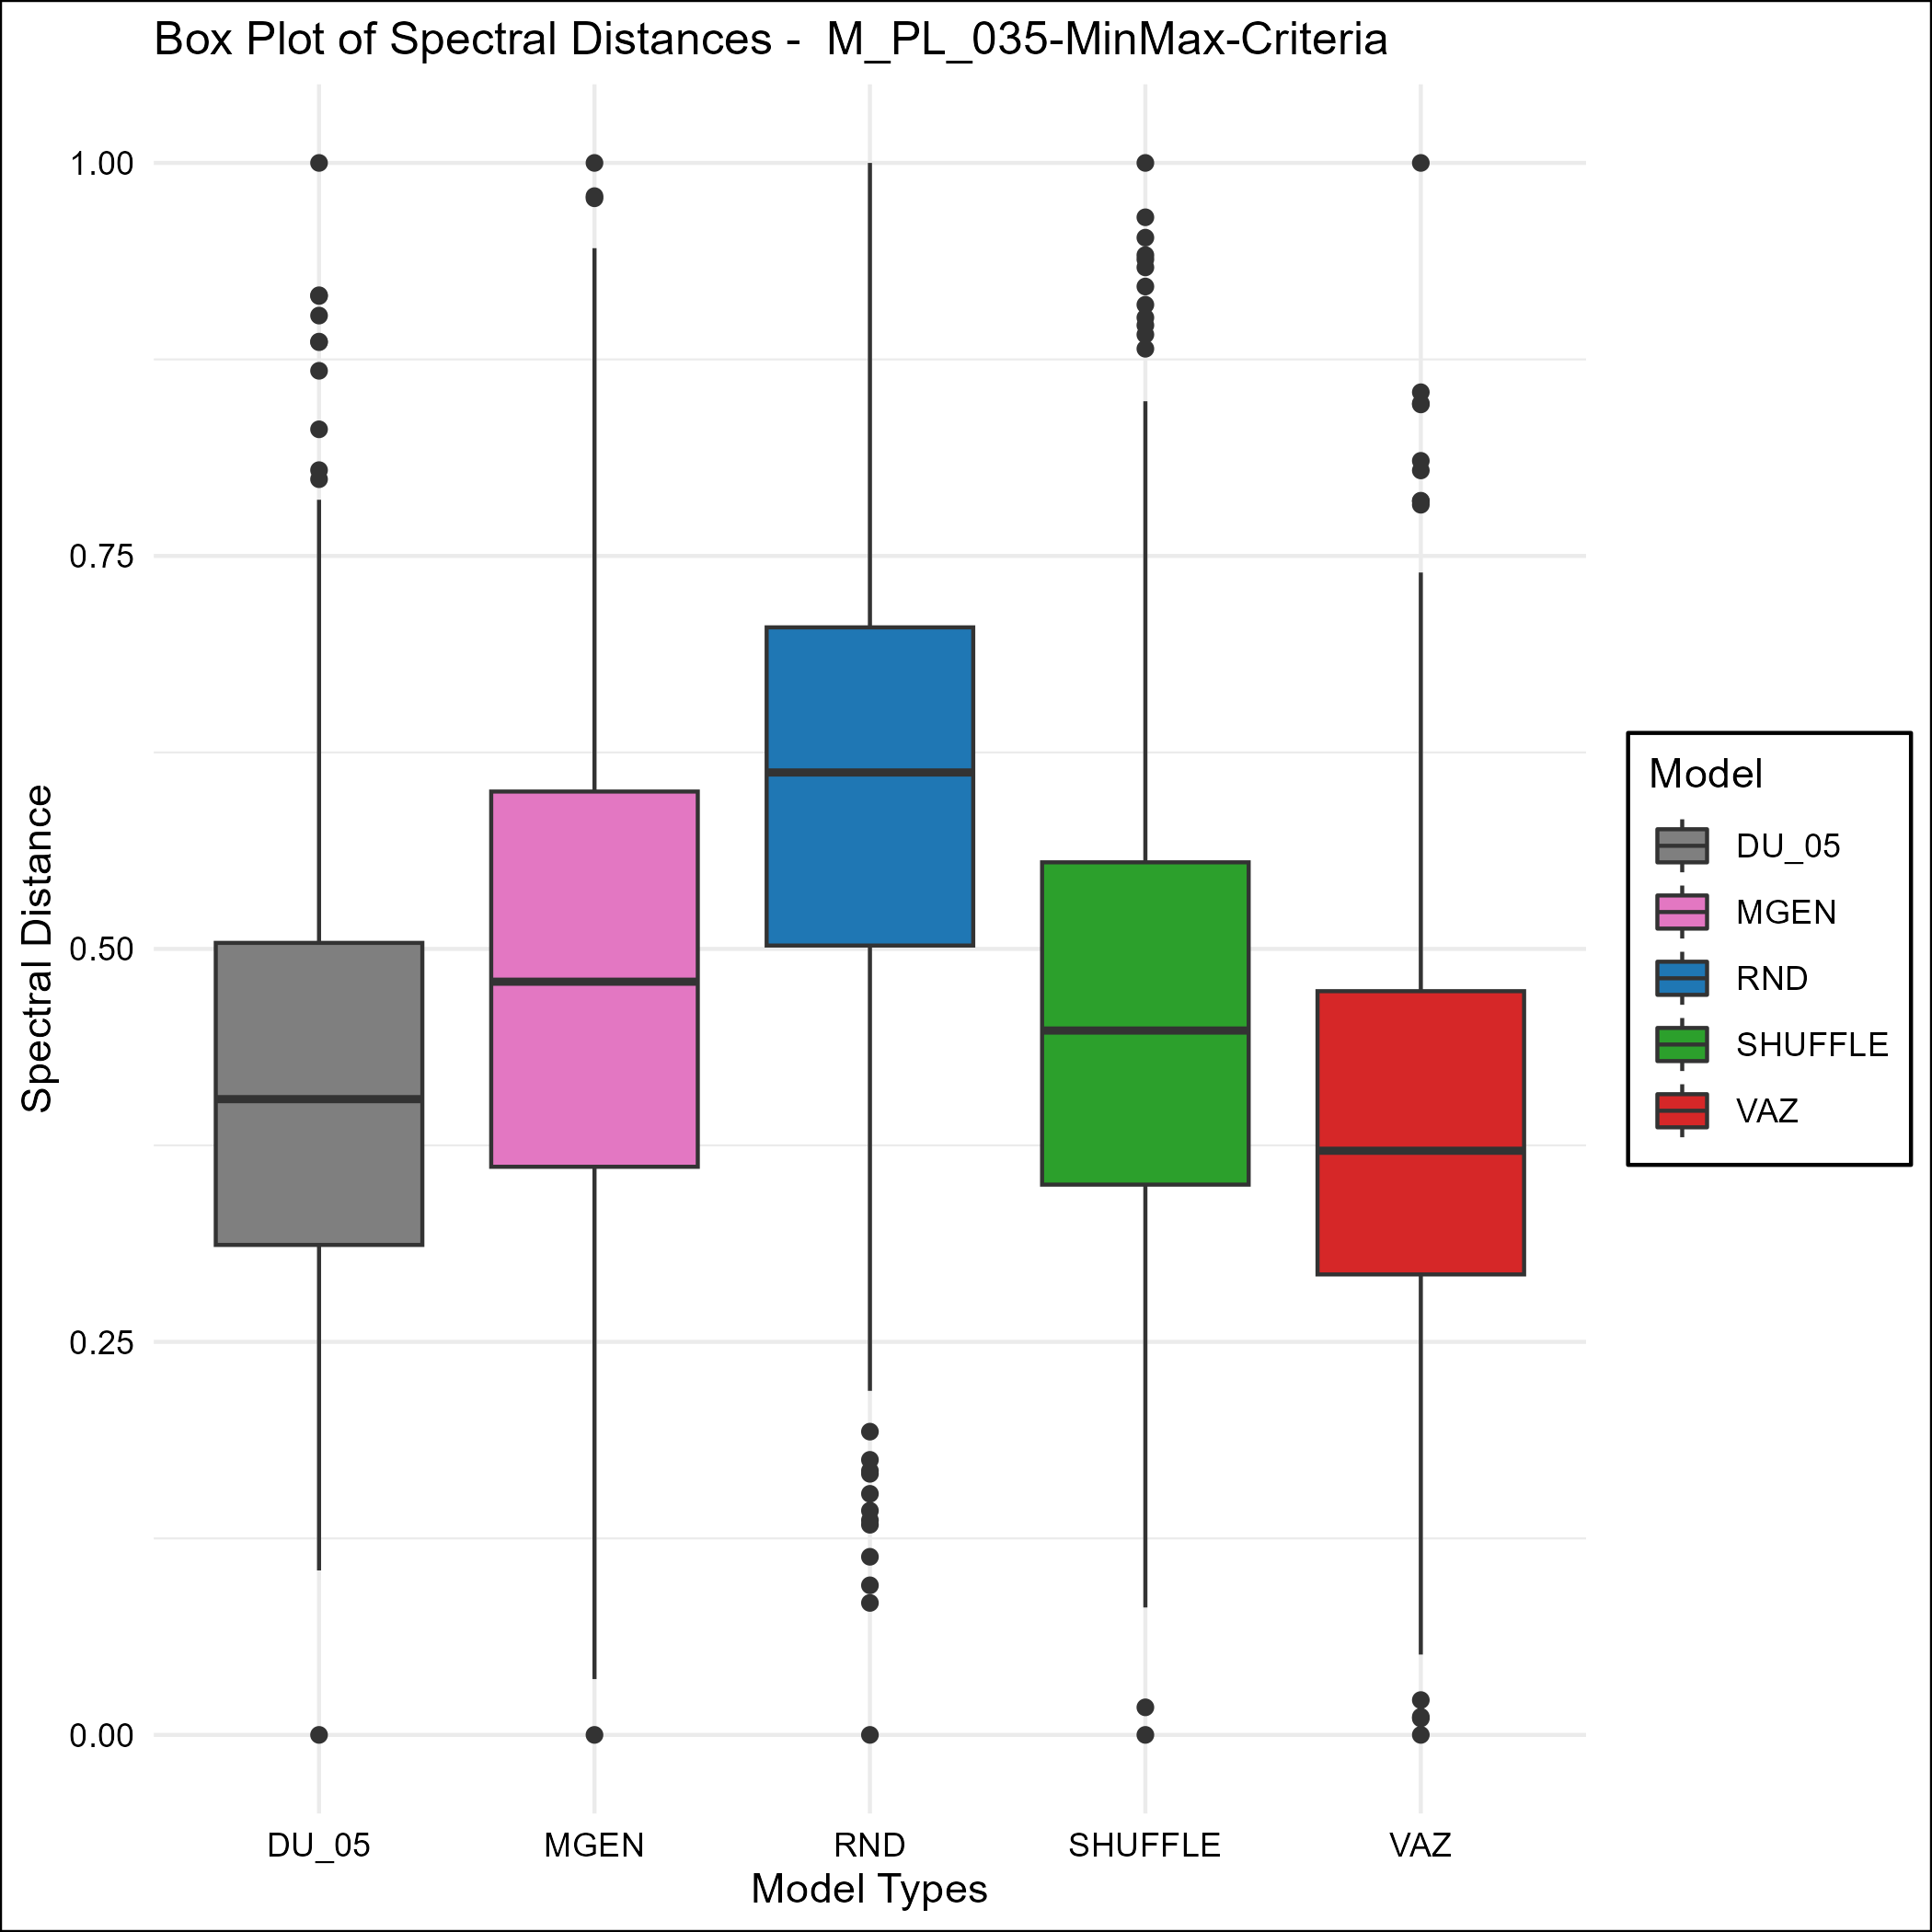 Box Plot of Spectral Distances -  M_PL_035-MinMax-Criteria
1.00
0.75
0.50
0.25
0.00
Spectral Distance
DU_05
MGEN
RND
SHUFFLE
VAZ
Model Types
Model
DU_05
MGEN
RND
SHUFFLE
VAZ